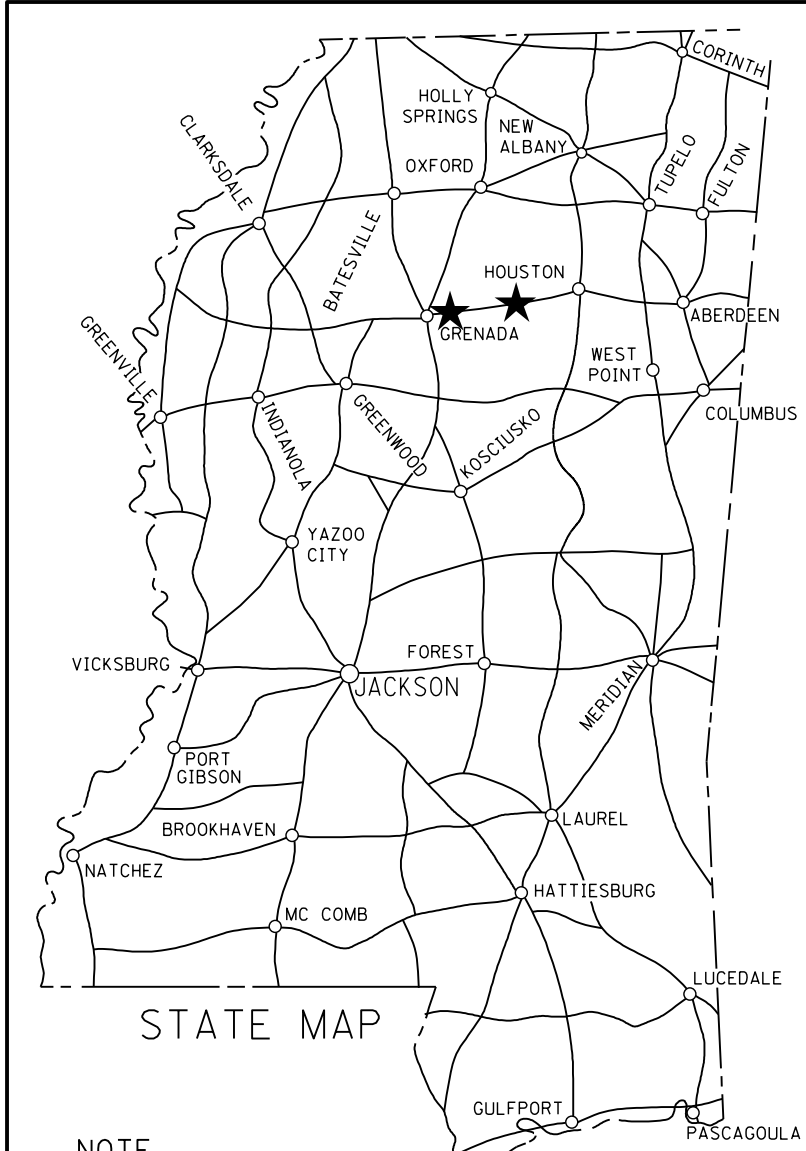 CORINTH
HOLLY
SPRINGS
NEW
ALBANY
CLARKSDALE
OXFORD
TUPELO
FULTON
BATESVILLE
HOUSTON
GRENADA
ABERDEEN
GREENVILLE
WEST
POINT
COLUMBUS
INDIANOLA
GREENWOOD
KOSCIUSKO
YAZOO
CITY
VICKSBURG
FOREST
JACKSON
MERIDIAN
PORT
GIBSON
BROOKHAVEN
LAUREL
NATCHEZ
HATTIESBURG
MC COMB
LUCEDALE
STATE MAP
GULFPORT
PASCAGOULA
NOTE